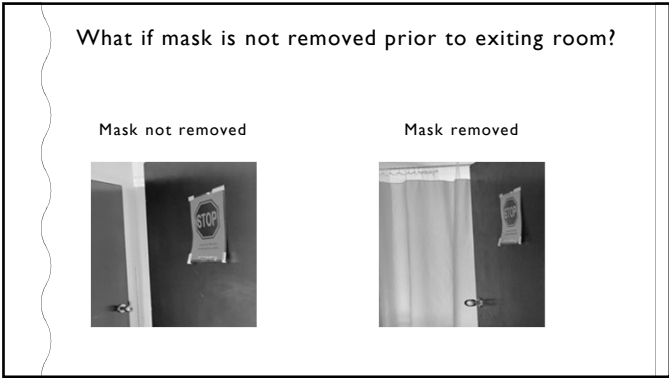 What if mask is not removed prior to exiting room?
Mask not removed
Mask removed
STOP
STOP